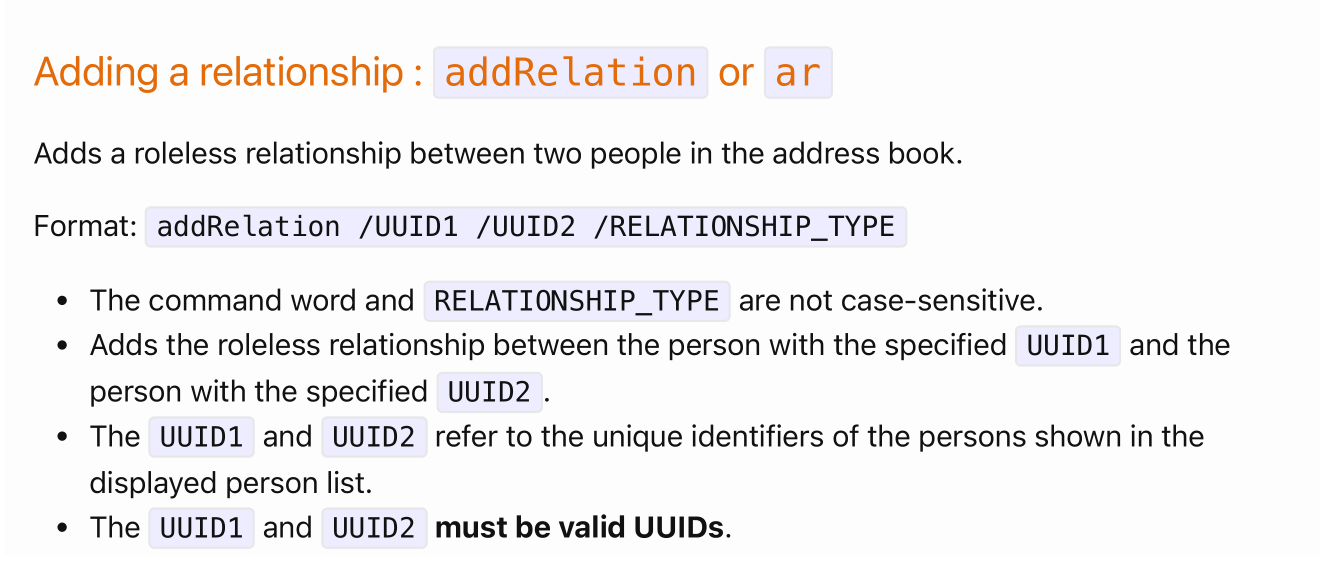 Adding a relationship : addRelation or ar
Adds a roleless relationship between two people in the address book.
Format: addRelation /UUID1 /UUID2 /RELATIONSHIP_TYPE
• The command word and RELATIONSHIP_TYPE are not case-sensitive.
• Adds the roleless relationship between the person with the specified UUID1 and the
person with the specified UUID2.
• The UUID1 and UUID2 refer to the unique identifiers of the persons shown in the
displayed person list.
• The UUID1 and UUID2 must be valid UUIDs.